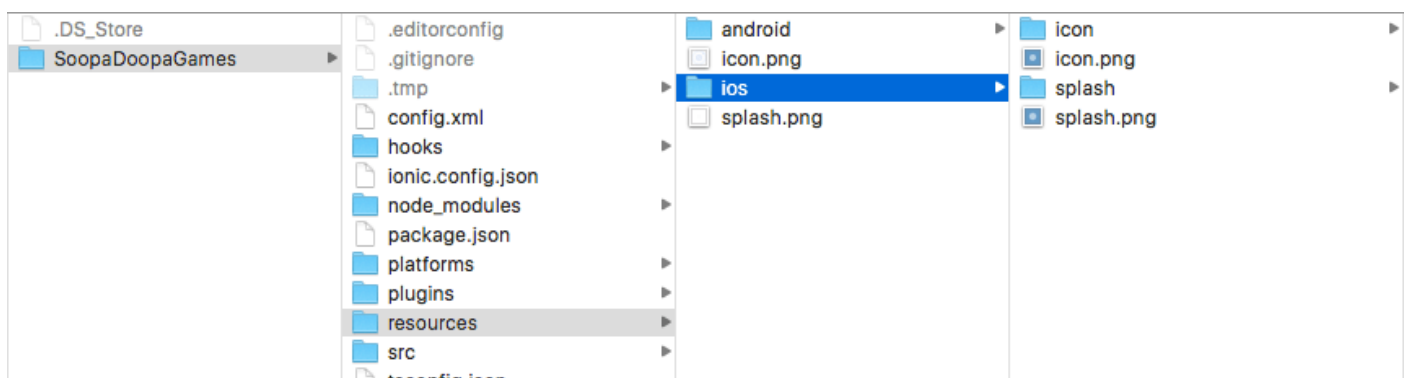 .DS_Store
SoopaDoopaGames
.editorconfig
.gitignore
.tmp
config.xml
hooks
ionic.config.json
node_modules
package.json
platforms
plugins
resources
src
android
icon.png
ios
splash.png
icon
icon.png
splash
splash.png